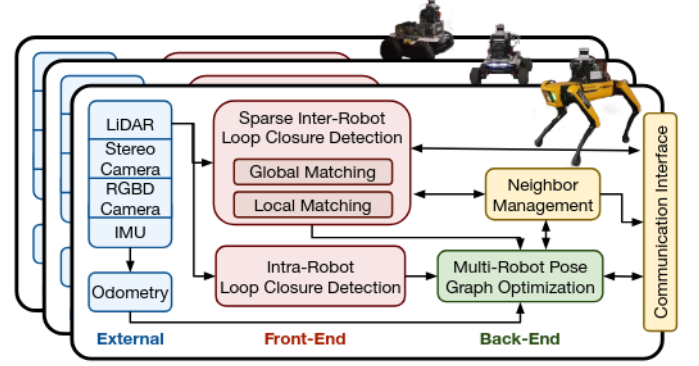 LiDAR
Stereo
Camera
RGBD
Camera
IMU
Odometry
External
Sparse Inter-Robot
Loop Closure Detection
Global Matching
Local Matching
Intra-Robot
Loop Closure Detection
Front-End
Neighbor
Management
Multi-Robot Pose
Graph Optimization
Back-End
Communication Interface